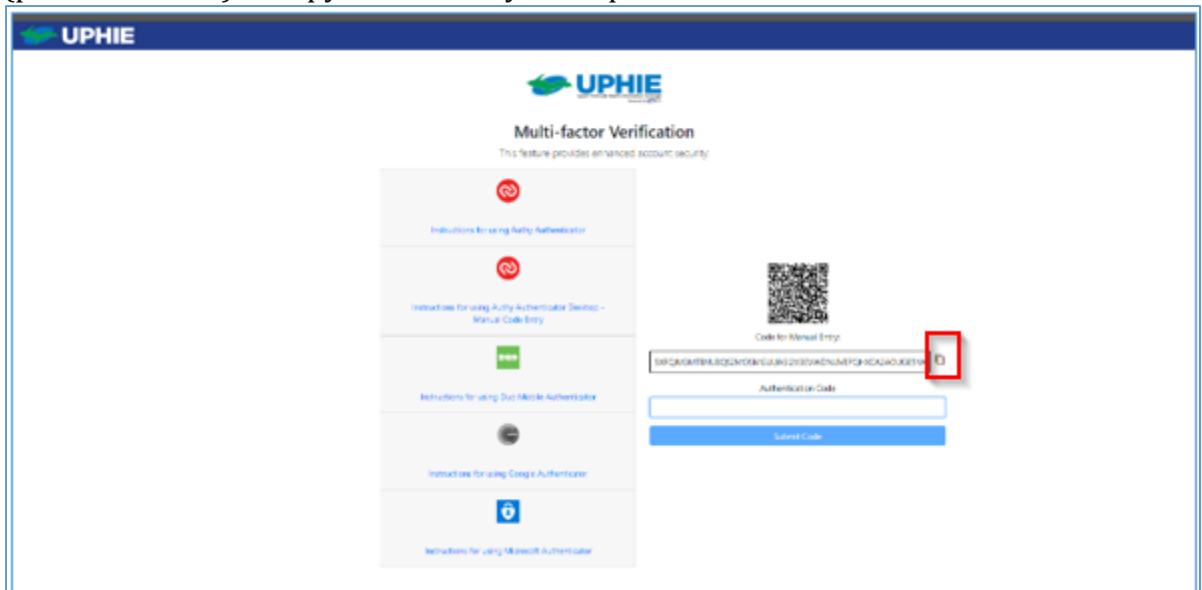 UPHIE
UPHIE
Multi-factor Verification
This feature provides enhanced account security
Instructions for using Authy Authenticator
Instructions for using Authy Authenticator Desktop –
Manual Code Entry
Code for Manual Entry:
Authentication Code
Instructions for using Duo Mobile Authenticator
Submit Code
Instructions for using Google Authenticator
Instructions for using Microsoft Authenticator